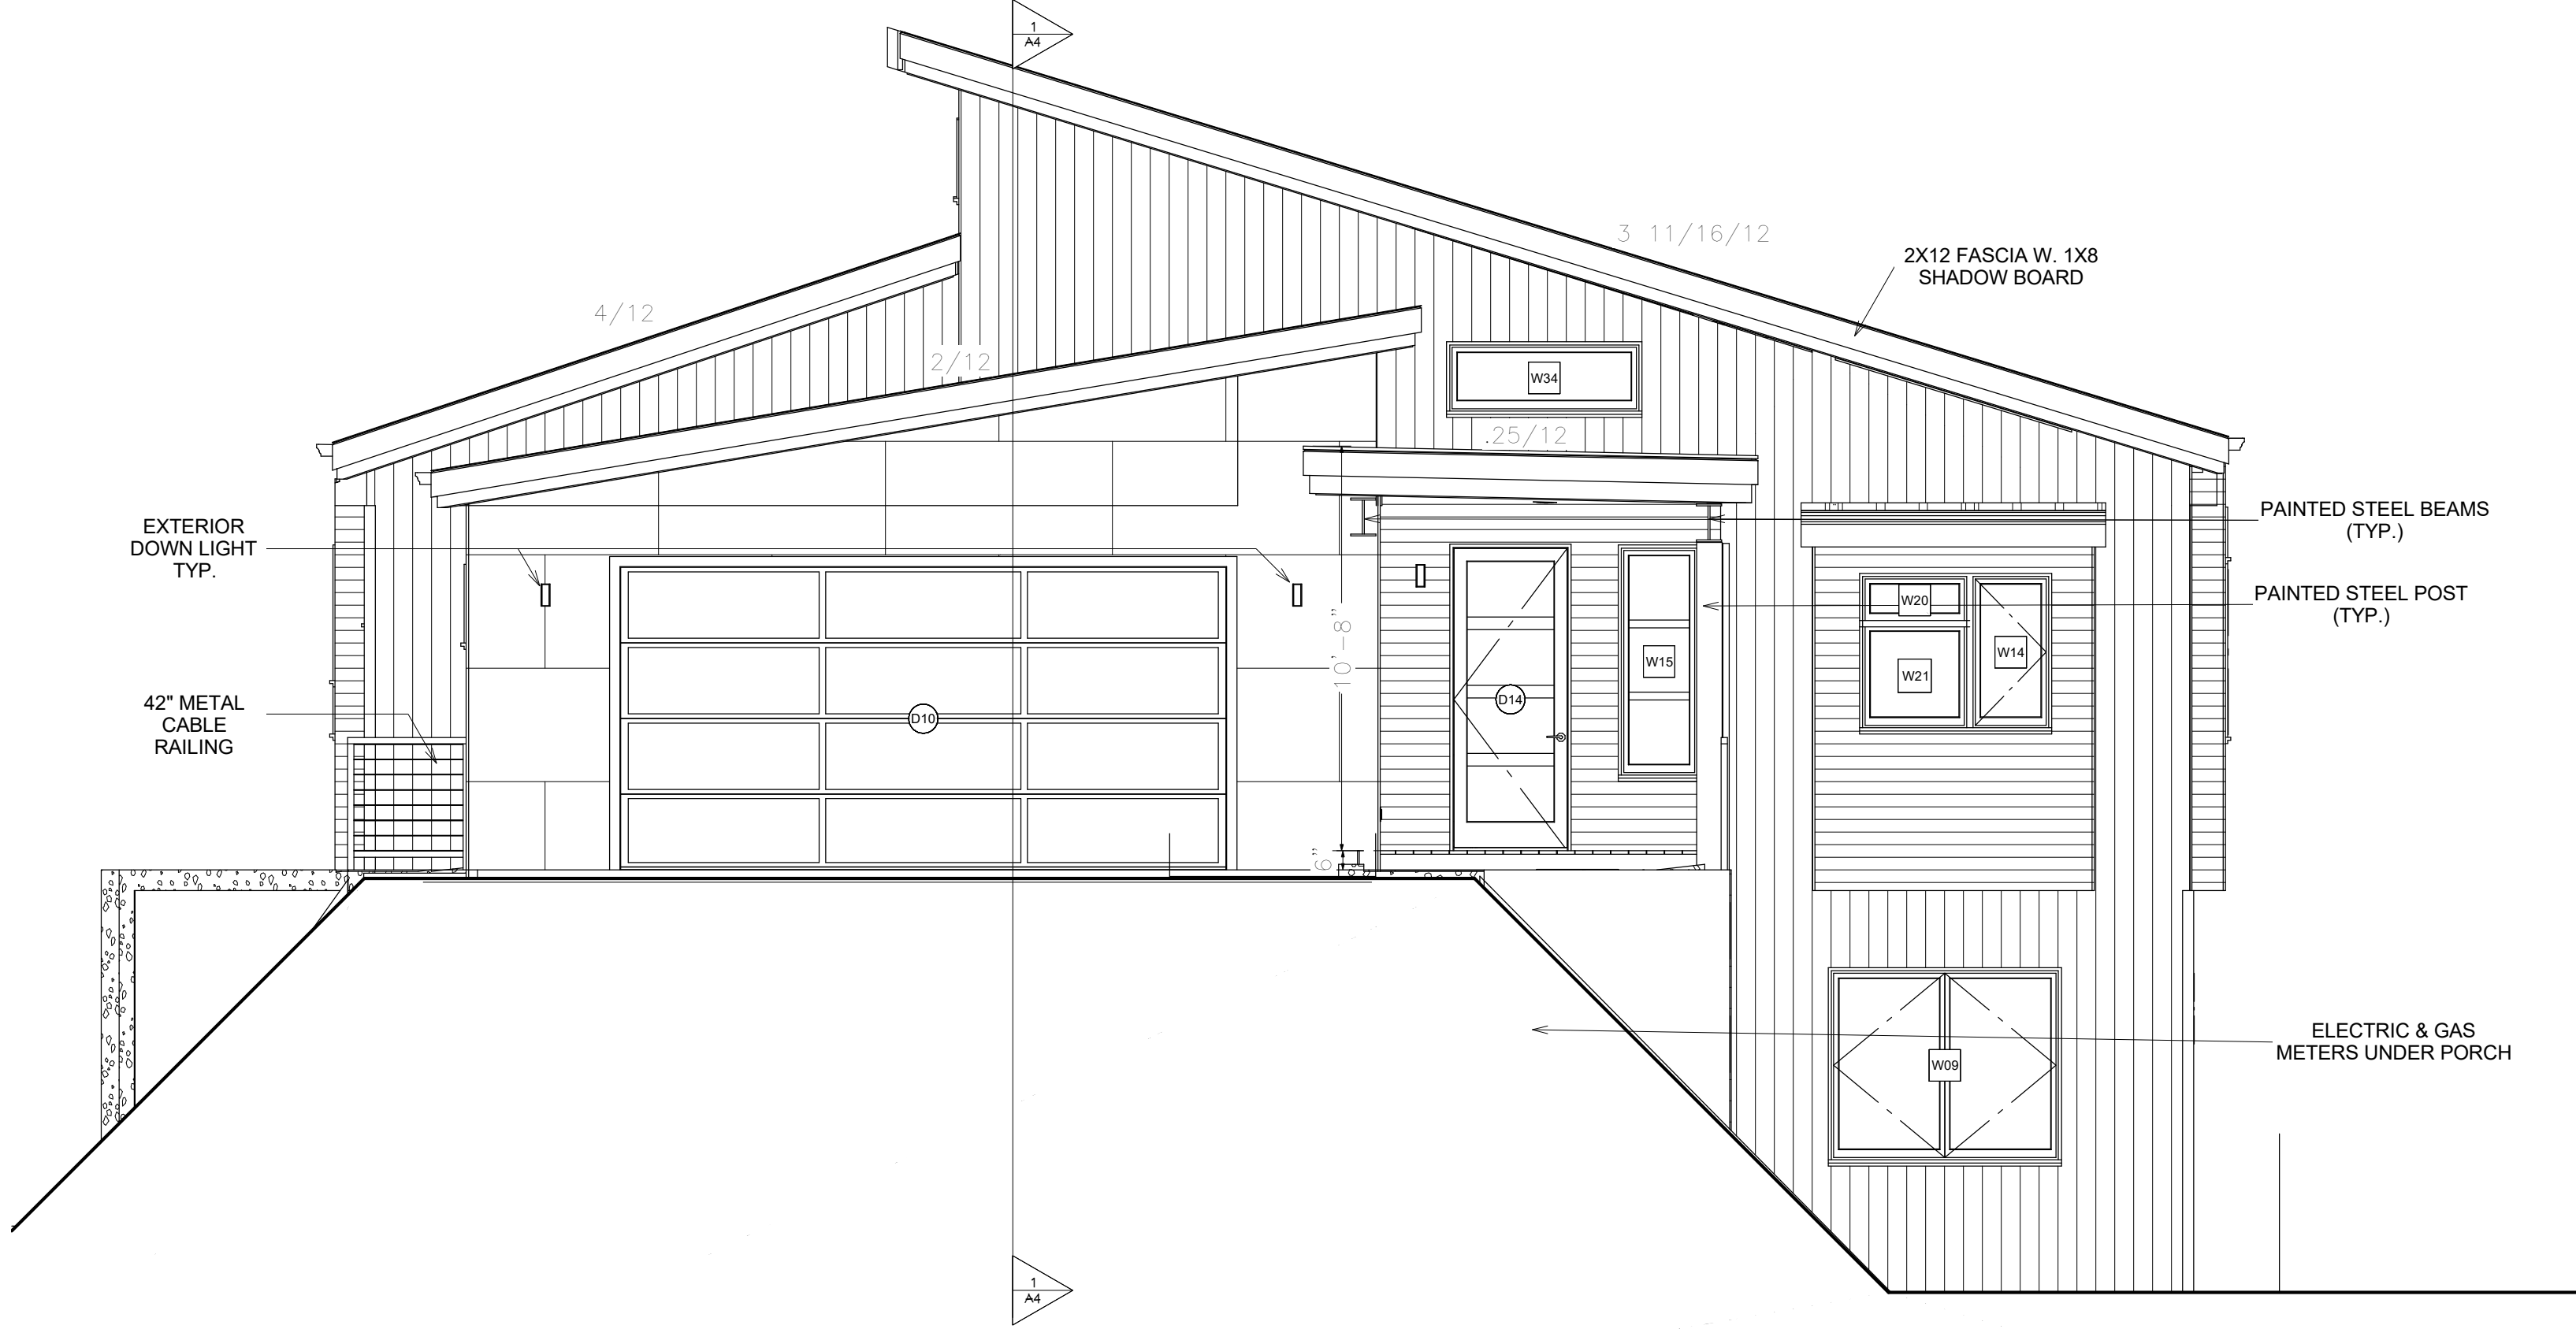 1
A4
3 11/16/12
2X12 FASCIA W. 1X8
SHADOW BOARD
4/12
2/12
W34
.25/12
EXTERIOR
DOWN LIGHT
TYP.
PAINTED STEEL BEAMS
(TYP.)
W20
PAINTED STEEL POST
(TYP.)
10'-8"
W15
W14
W21
D14
D10
42" METAL
CABLE
RAILING
6"
ELECTRIC & GAS
METERS UNDER PORCH
W09
1
A4